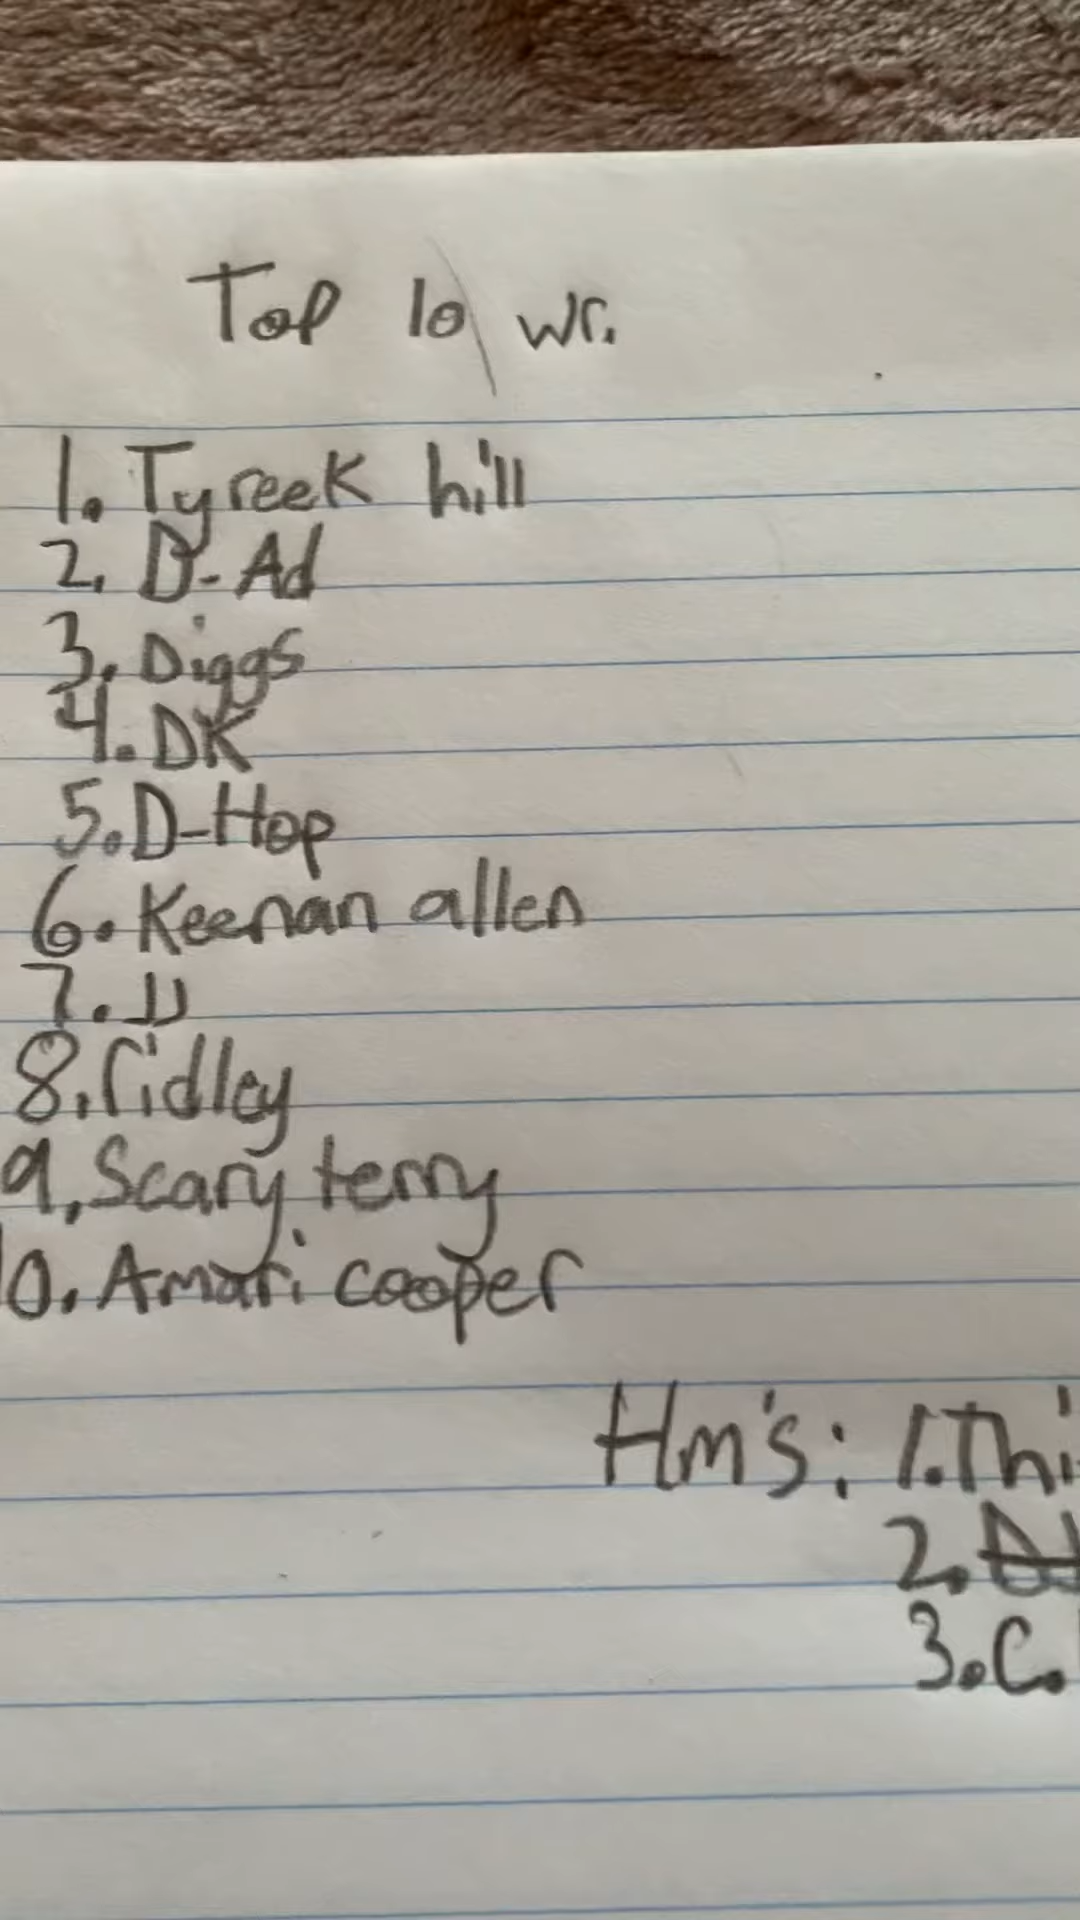 Top 10 wr.
1. Tyreek hill
2. D-Ad
3. Diggs
4. DK
5. D-Hop
6. Keenan allen
7. JJ
8. ridley
9. Scary terry
10. Amari cooper
Hm's: 1. Thi
2.
3. C.